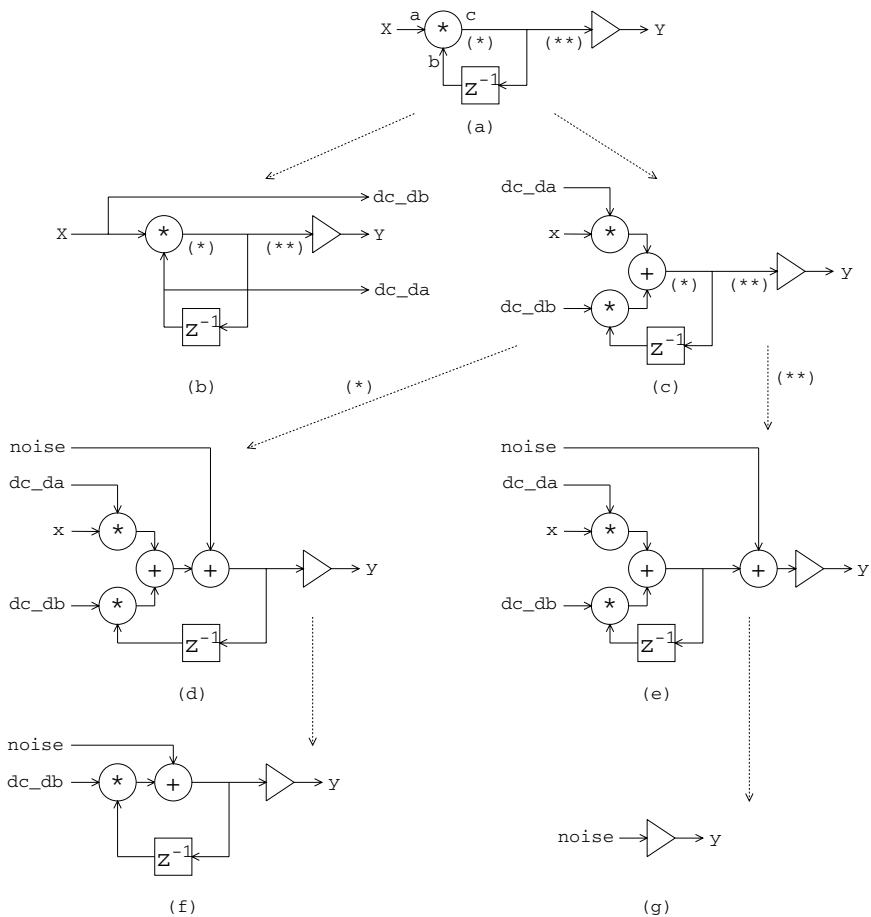 a c
X * (*) (**) Y
b
z-1
(a)
dc_db
X * (*) (**) Y
dc_da
z-1
(b)
dc_da
x *
+ (*) (**) y
dc_db *
z-1
(c)
(*)
(**)
noise
dc_da
x *
+ + y
dc_db *
z-1
(d)
noise
dc_da
x *
+ + y
dc_db *
z-1
(e)
noise
dc_db * + y
z-1
(f)
noise y
(g)